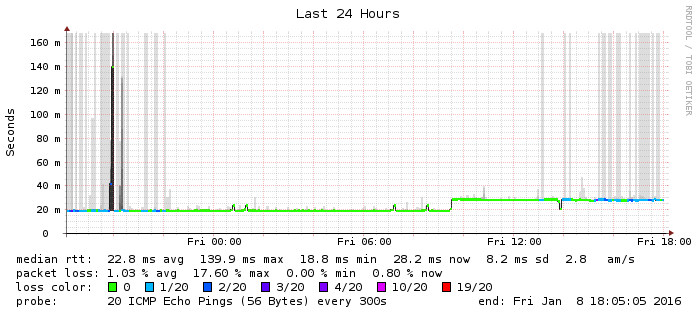 Last 24 Hours
RRDTOOL / TOBI OETIKER
Seconds
160 m
140 m
120 m
100 m
80 m
60 m
40 m
20 m
0
Fri 00:00 Fri 06:00 Fri 12:00 Fri 18:00
median rtt: 22.8 ms avg 139.9 ms max 18.8 ms min 28.2 ms now 8.2 ms sd 2.8 am/s
packet loss: 1.03 % avg 17.60 % max 0.00 % min 0.80 % now
loss color: 0 1/20 2/20 3/20 4/20 10/20 19/20
probe: 20 ICMP Echo Pings (56 Bytes) every 300s end: Fri Jan 8 18:05:05 2016